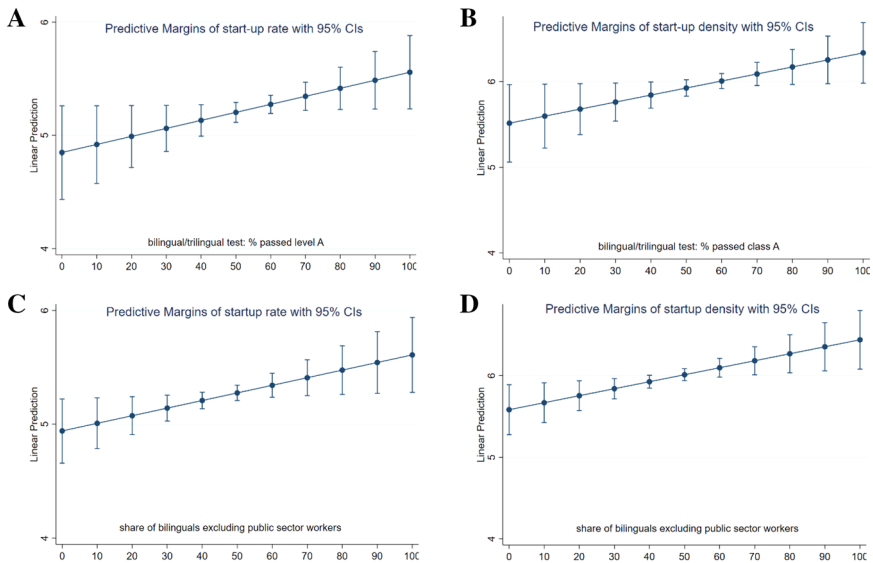 A
Predictive Margins of start-up rate with 95% CIs
6
5
4
Linear Prediction
bilingual/trilingual test: % passed level A
0 10 20 30 40 50 60 70 80 90 100
B
Predictive Margins of start-up density with 95% CIs
6
5
4
Linear Prediction
bilingual/trilingual test: % passed class A
0 10 20 30 40 50 60 70 80 90 100
C
Predictive Margins of startup rate with 95% CIs
6
5
4
Linear Prediction
share of bilinguals excluding public sector workers
0 10 20 30 40 50 60 70 80 90 100
D
Predictive Margins of startup density with 95% CIs
6
5
4
Linear Prediction
share of bilinguals excluding public sector workers
0 10 20 30 40 50 60 70 80 90 100